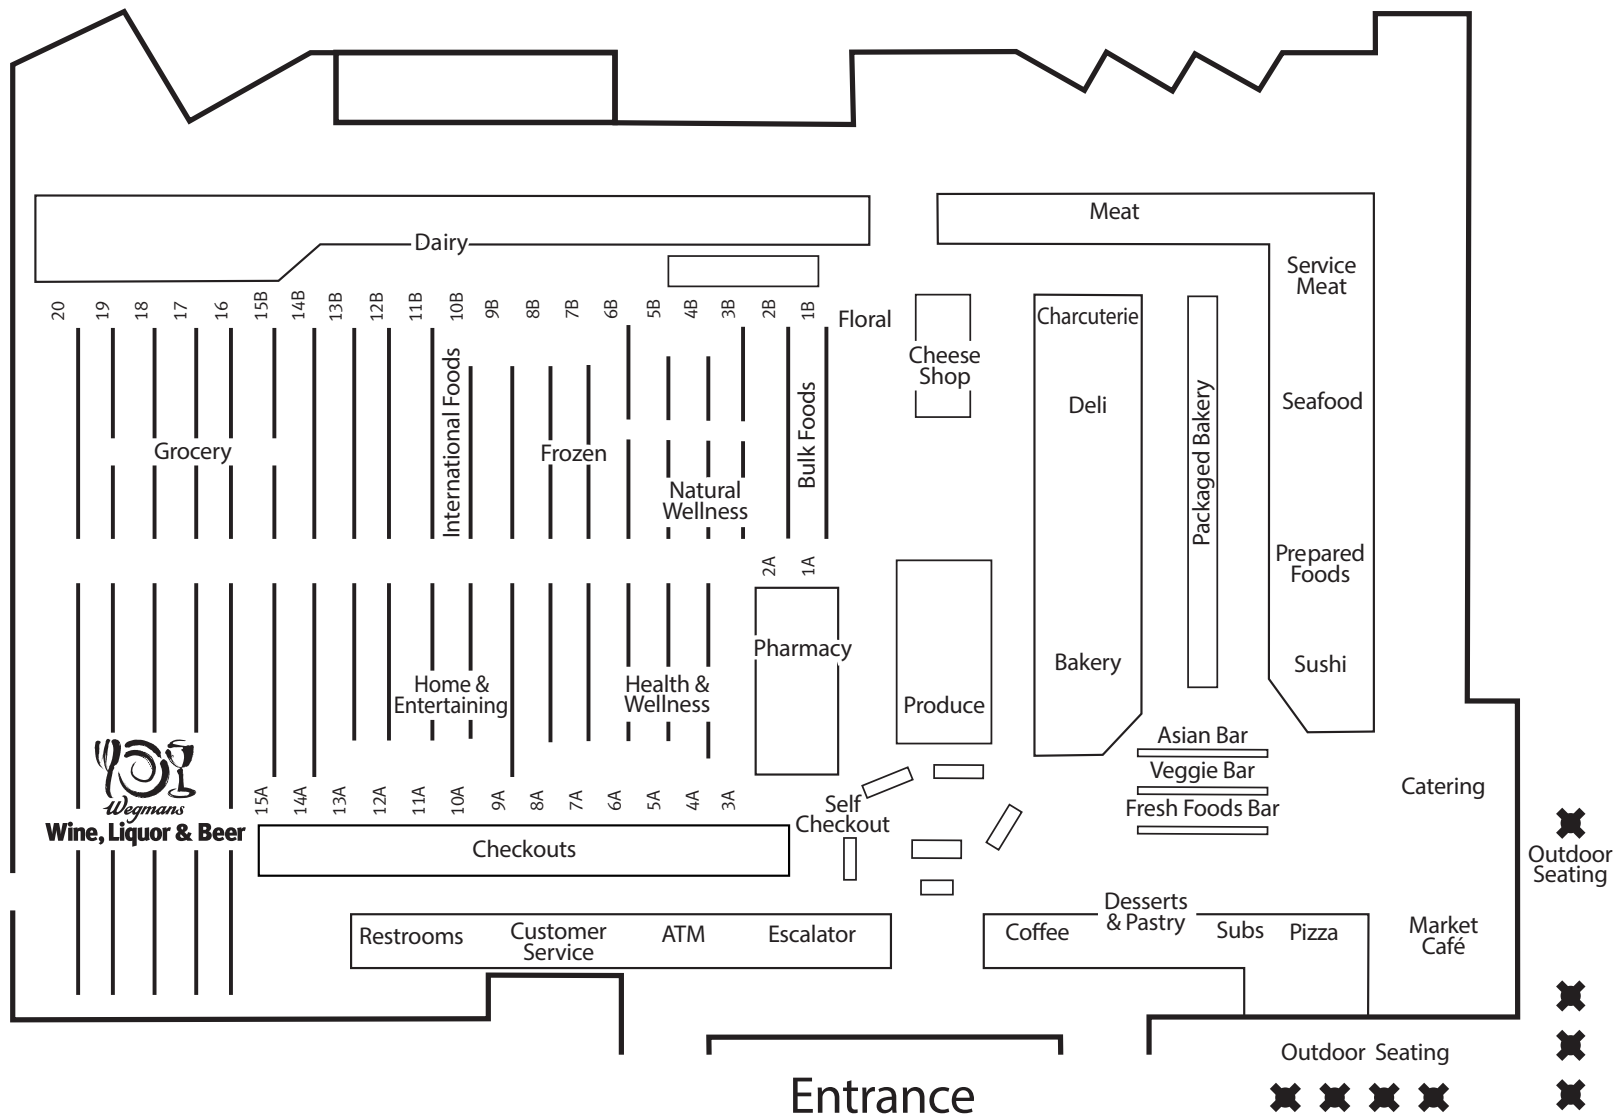 Meat
Dairy
Service
Meat
20
19
18
17
16
15B
14B
13B
12B
11B
10B
9B
8B
7B
6B
5B
4B
3B
2B
1B
Floral
Charcuterie
Cheese
Shop
Deli
Packaged Bakery
Seafood
International Foods
Bulk Foods
Grocery
Frozen
Natural
Wellness
2A
1A
Prepared
Foods
Pharmacy
Bakery
Sushi
Home &
Entertaining
Health &
Wellness
Produce
Asian Bar
Veggie Bar
Fresh Foods Bar
Catering
Wegmans
Wine, Liquor & Beer
15A
14A
13A
12A
11A
10A
9A
8A
7A
6A
5A
4A
3A
Self
Checkout
Checkouts
Outdoor
Seating
Restrooms
Customer
Service
ATM
Escalator
Coffee
Desserts
& Pastry
Subs
Pizza
Market
Café
Outdoor Seating
Entrance